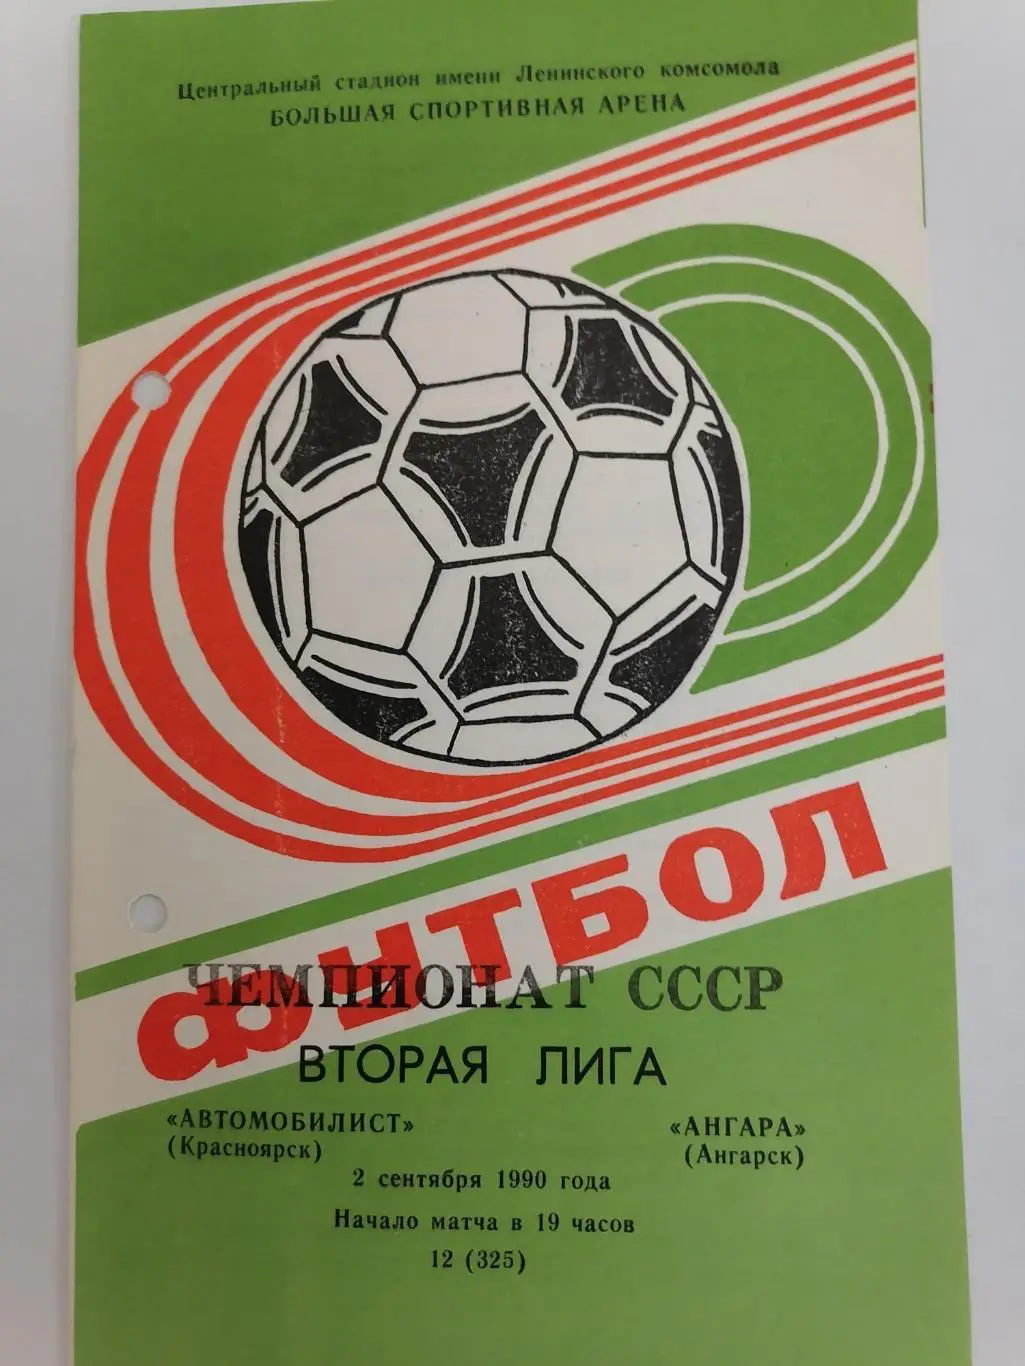 Центральный стадион имени Ленинского комсомола
БОЛЬШАЯ СПОРТИВНАЯ АРЕНА
ФУТБОЛ
ЧЕМПИОНАТ СССР
ВТОРАЯ ЛИГА
«АВТОМОБИЛИСТ» «АНГАРА»
(Красноярск) (Ангарск)
2 сентября 1990 года
Начало матча в 19 часов
12 (325)